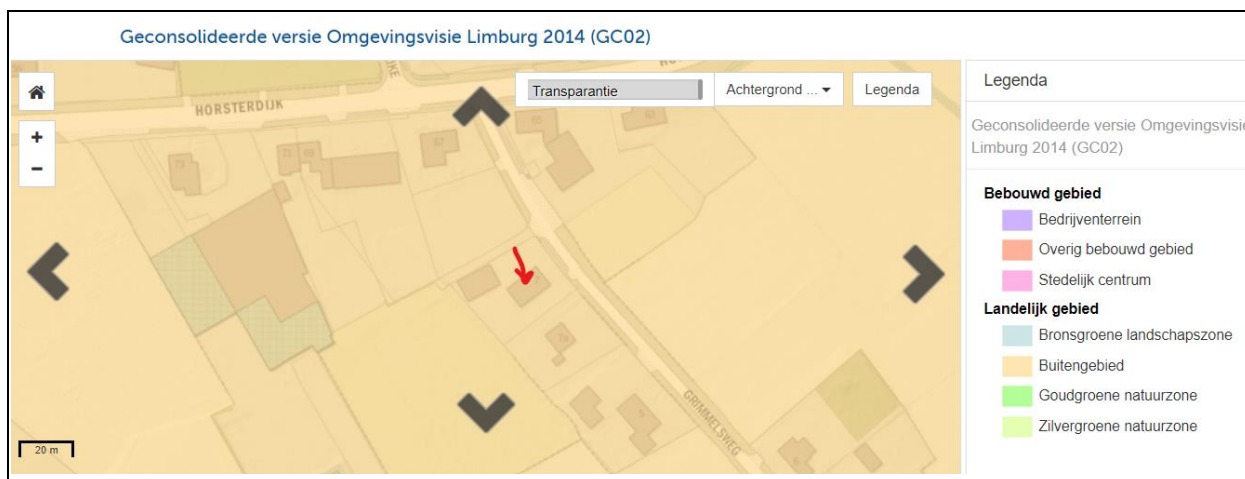 Geconsolideerde versie Omgevingsvisie Limburg 2014 (GC02)
Transparantie
Achtergrond ...
Legenda
HORSTERDIJK
+
−
GRIMMELSWEG
20 m
Legenda
Geconsolideerde versie Omgevingsvisie
Limburg 2014 (GC02)
Bebouwd gebied
Bedrijventerrein
Overig bebouwd gebied
Stedelijk centrum
Landelijk gebied
Bronsgroene landschapszone
Buitengebied
Goudgroene natuurzone
Zilvergroene natuurzone